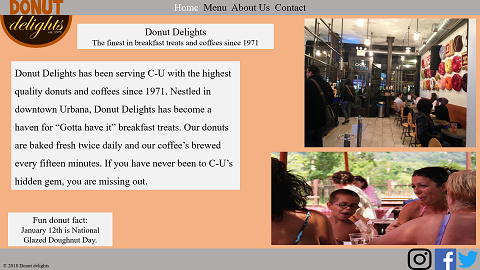 DONUT
delights
Home Menu About Us Contact
Donut Delights
The finest in breakfast treats and coffees since 1971
Donut Delights has been serving C-U with the highest
quality donuts and coffees since 1971. Nestled in
downtown Urbana, Donut Delights has become a
haven for “Gotta have it” breakfast treats. Our donuts
are baked fresh twice daily and our coffee’s brewed
every fifteen minutes. If you have never been to C-U’s
hidden gem, you are missing out.
Fun donut fact:
January 12th is National
Glazed Doughnut Day.
© 2018 Donut delights